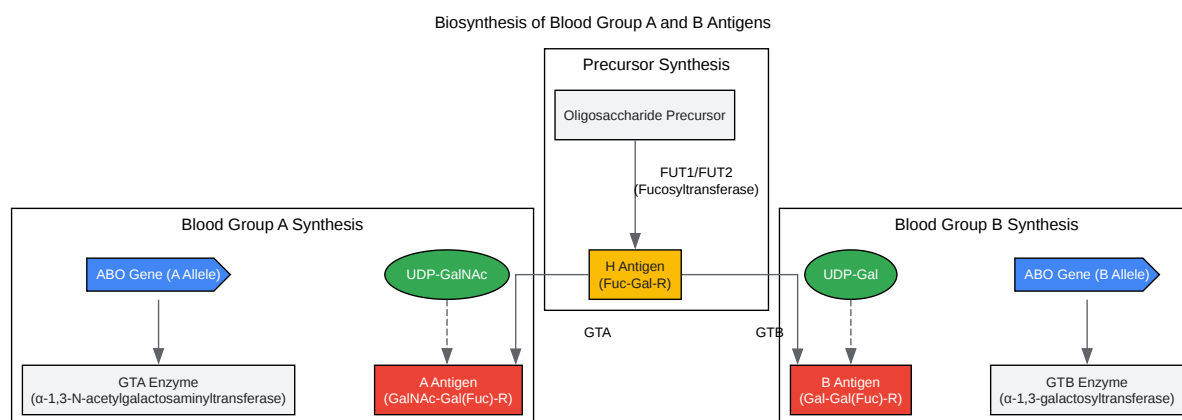 Biosynthesis of Blood Group A and B Antigens
Precursor Synthesis
Oligosaccharide Precursor
FUT1/FUT2
(Fucosyltransferase)
Blood Group A Synthesis
Blood Group B Synthesis
ABO Gene (A Allele)
UDP-GalNAc
H Antigen
(Fuc-Gal-R)
UDP-Gal
ABO Gene (B Allele)
GTA
GTB
GTA Enzyme
(α-1,3-N-acetylgalactosaminyltransferase)
A Antigen
(GalNAc-Gal(Fuc)-R)
B Antigen
(Gal-Gal(Fuc)-R)
GTB Enzyme
(α-1,3-galactosyltransferase)